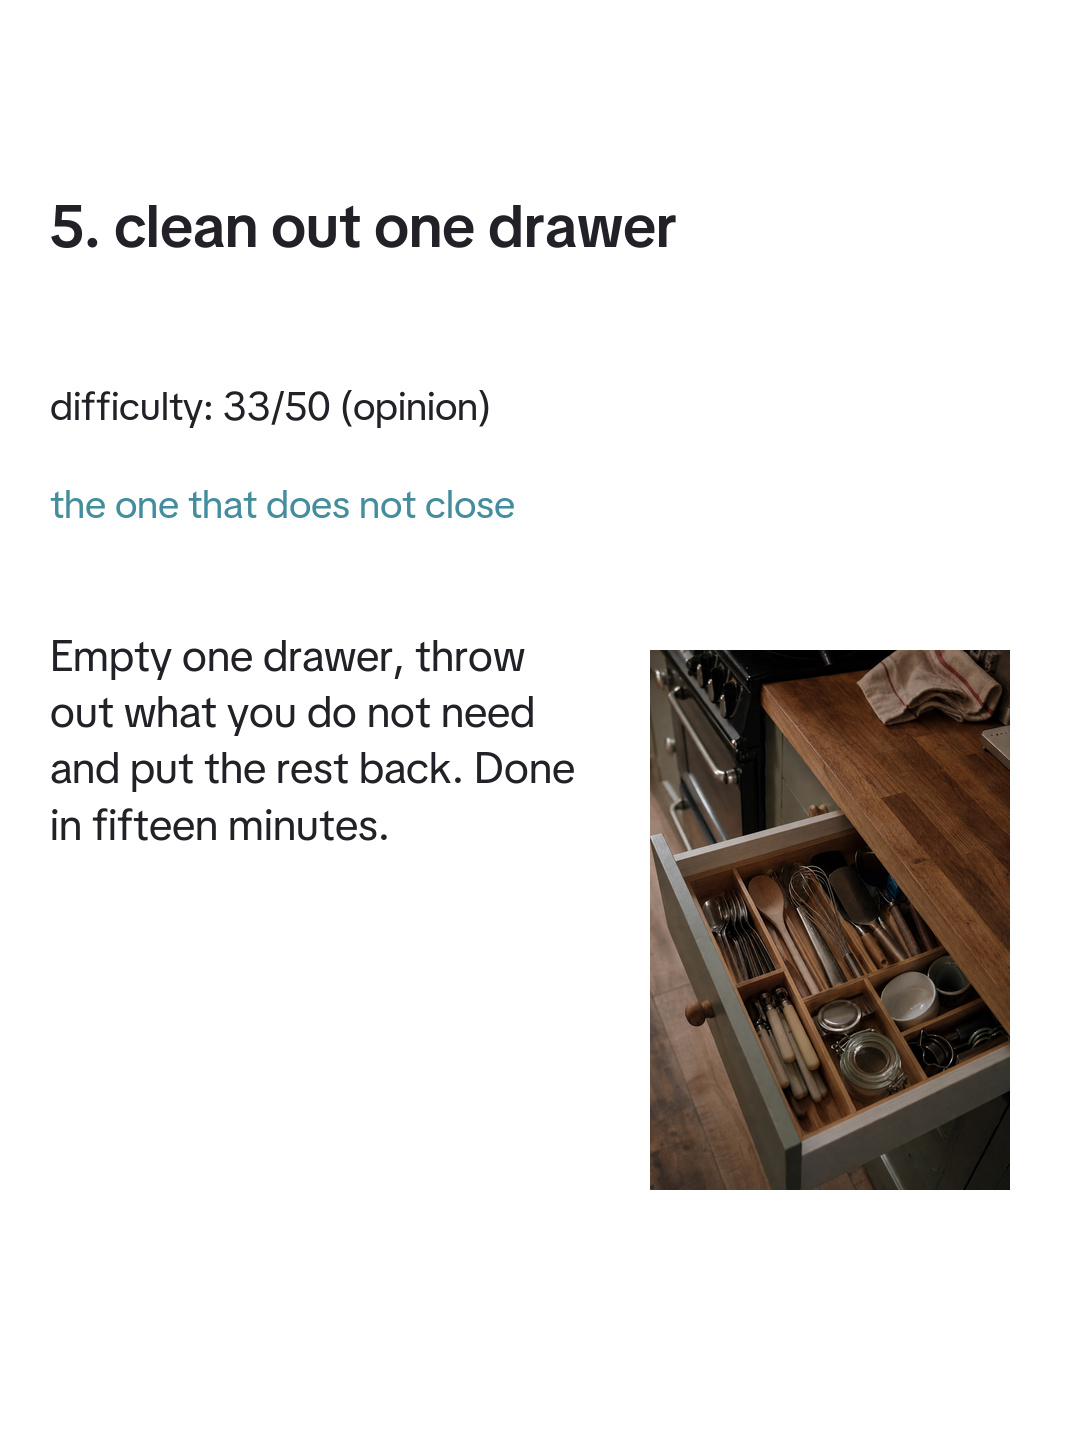 5. clean out one drawer
difficulty: 33/50 (opinion)
the one that does not close
Empty one drawer, throw
out what you do not need
and put the rest back. Done
in fifteen minutes.